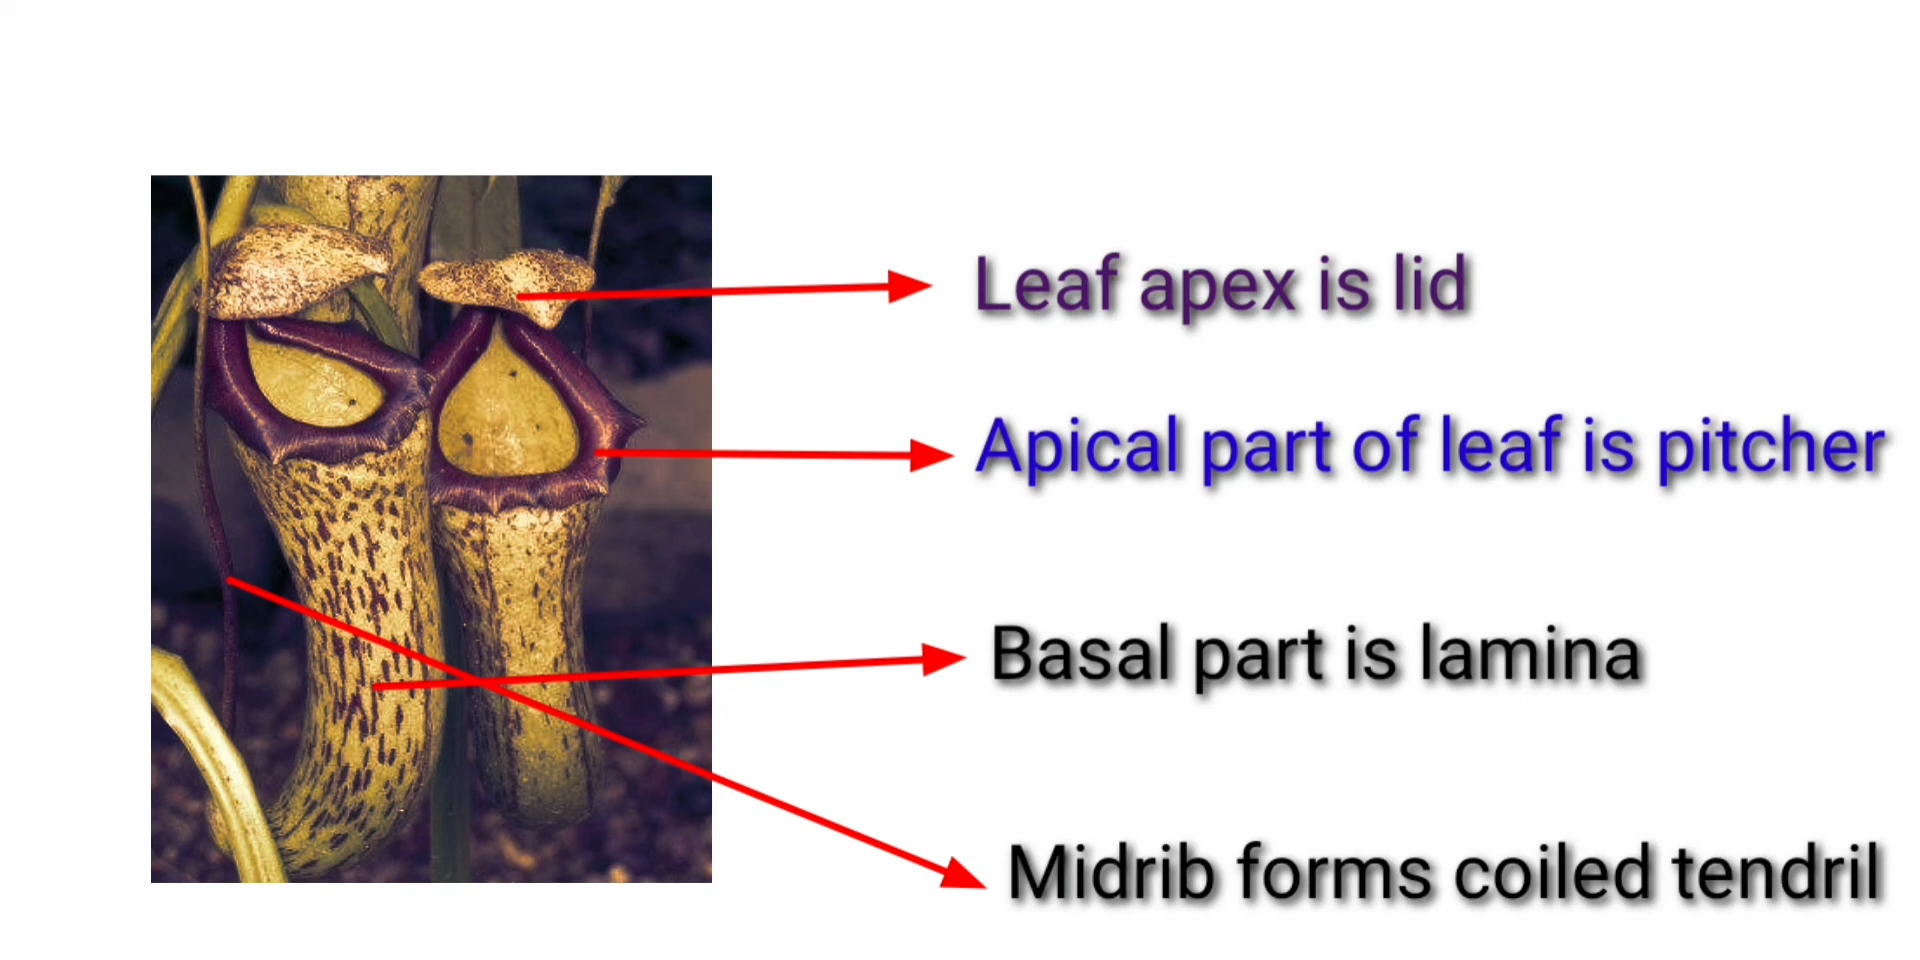 Leaf apex is lid
Apical part of leaf is pitcher
Basal part is lamina
Midrib forms coiled tendril